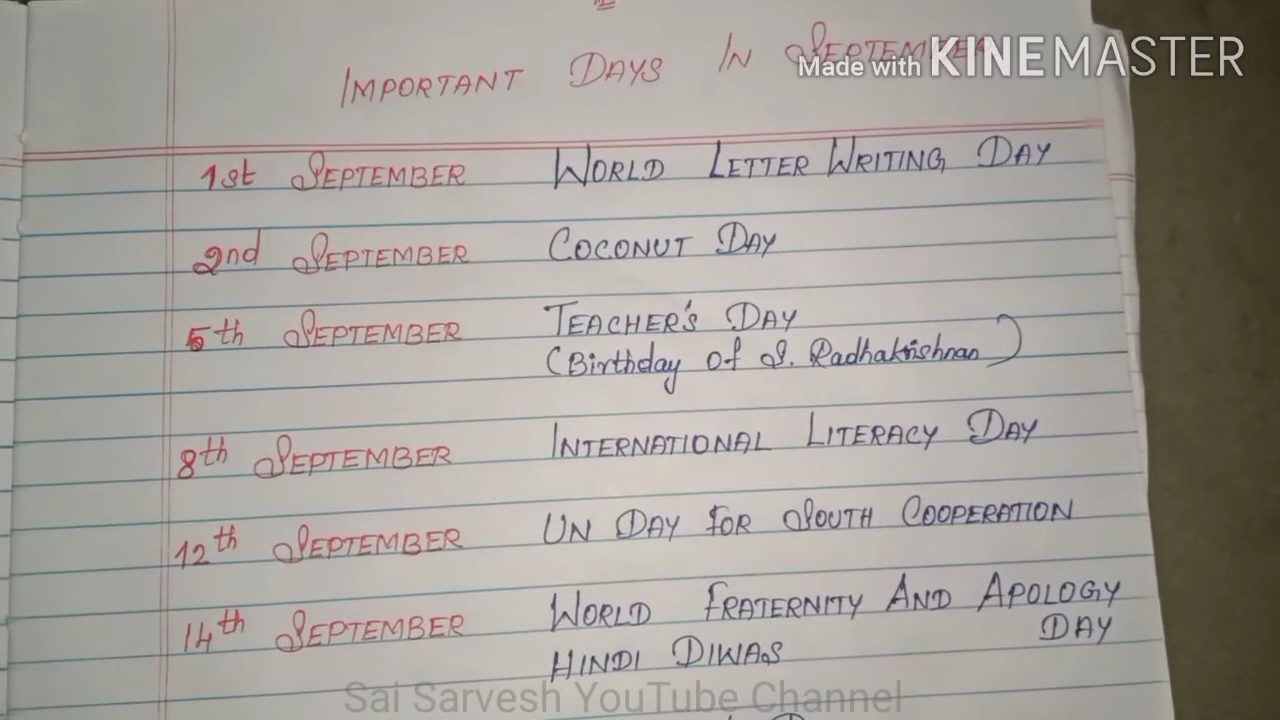 IMPORTANT DAYS IN SEPTEMBER
Made with KINEMASTER
1st SEPTEMBER WORLD LETTER WRITING DAY
2nd SEPTEMBER COCONUT DAY
5th SEPTEMBER TEACHER'S DAY
(Birthday of S. Radhakrishnan)
8th SEPTEMBER INTERNATIONAL LITERACY DAY
12th SEPTEMBER UN DAY FOR SOUTH COOPERATION
14th SEPTEMBER WORLD FRATERNITY AND APOLOGY
DAY
HINDI DIWAS
Sai Sarvesh YouTube Channel